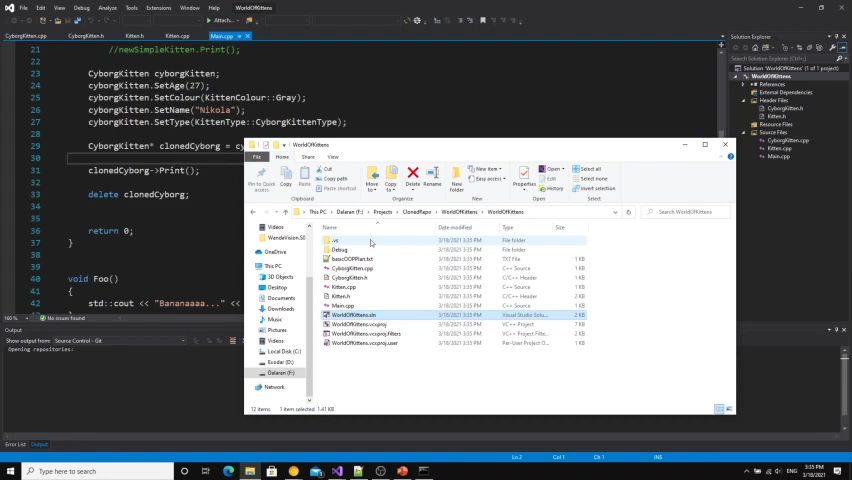 File Edit View Git Project Build Debug Analyze Tools Extensions Window Help WorldOfKittens
Attach...
CyborgKitten.cpp CyborgKitten.h Kitten.h Kitten.cpp Main.cpp
21 //newSimpleKitten.Print();
22
23 CyborgKitten cyborgKitten;
24 cyborgKitten.SetAge(27);
25 cyborgKitten.SetColour(KittenColour::Gray);
26 cyborgKitten.SetName("Nikola");
27 cyborgKitten.SetType(KittenType::CyborgKittenType);
28
29 CyborgKitten* clonedCyborg = cy
30
31 clonedCyborg->Print();
32
33 delete clonedCyborg;
34
35 return 0;
36
37 }
38
39 void Foo()
40 {
41 std::cout << "Bananaaaa..." <<
42 }
163 % No issues found
Output
Show output from: Source Control - Git
Opening repositories:
Error List Output
Ln: 2 Col: 1 Ch: 1 INS
Solution Explorer
Search Solution Explorer
Solution 'WorldOfKittens' (1 of 1 project)
WorldOfKittens
References
External Dependencies
Header Files
CyborgKitten.h
Kitten.h
Resource Files
Source Files
CyborgKitten.cpp
Kitten.cpp
Main.cpp
WorldOfKittens
File Home Share View
Pin to Quick access
Copy
Paste
Cut
Copy path
Paste shortcut
Move to
Copy to
Delete
Rename
New folder
New item
Easy access
Properties
Open
Edit
History
Select all
Select none
Invert selection
Clipboard Organize New Open Select
This PC Dalaran (F:) Projects ClonedRepo WorldOfKittens WorldOfKittens
Search WorldOfKittens
Videos
WandaVision.S0
OneDrive
This PC
3D Objects
Desktop
Documents
Downloads
Music
Pictures
Videos
Local Disk (C:)
Exodar (D:)
Dalaran (F:)
Network
Name Date modified Type Size
.vs 3/18/2021 3:35 PM File folder
Debug 3/18/2021 3:35 PM File folder
basicOOPPlan.txt 3/18/2021 3:35 PM TXT File 1 KB
CyborgKitten.cpp 3/18/2021 3:35 PM C++ Source 1 KB
CyborgKitten.h 3/18/2021 3:35 PM C/C++ Header 1 KB
Kitten.cpp 3/18/2021 3:35 PM C++ Source 2 KB
Kitten.h 3/18/2021 3:35 PM C/C++ Header 2 KB
Main.cpp 3/18/2021 3:35 PM C++ Source 1 KB
WorldOfKittens.sln 3/18/2021 3:35 PM Visual Studio Solu... 2 KB
WorldOfKittens.vcxproj 3/18/2021 3:35 PM VC++ Project 7 KB
WorldOfKittens.vcxproj.filters 3/18/2021 3:35 PM VC++ Project Filte... 2 KB
WorldOfKittens.vcxproj.user 3/18/2021 3:35 PM Per-User Project O... 1 KB
12 items 1 item selected 1.41 KB
Type here to search
ENG
3:35 PM
3/18/2021